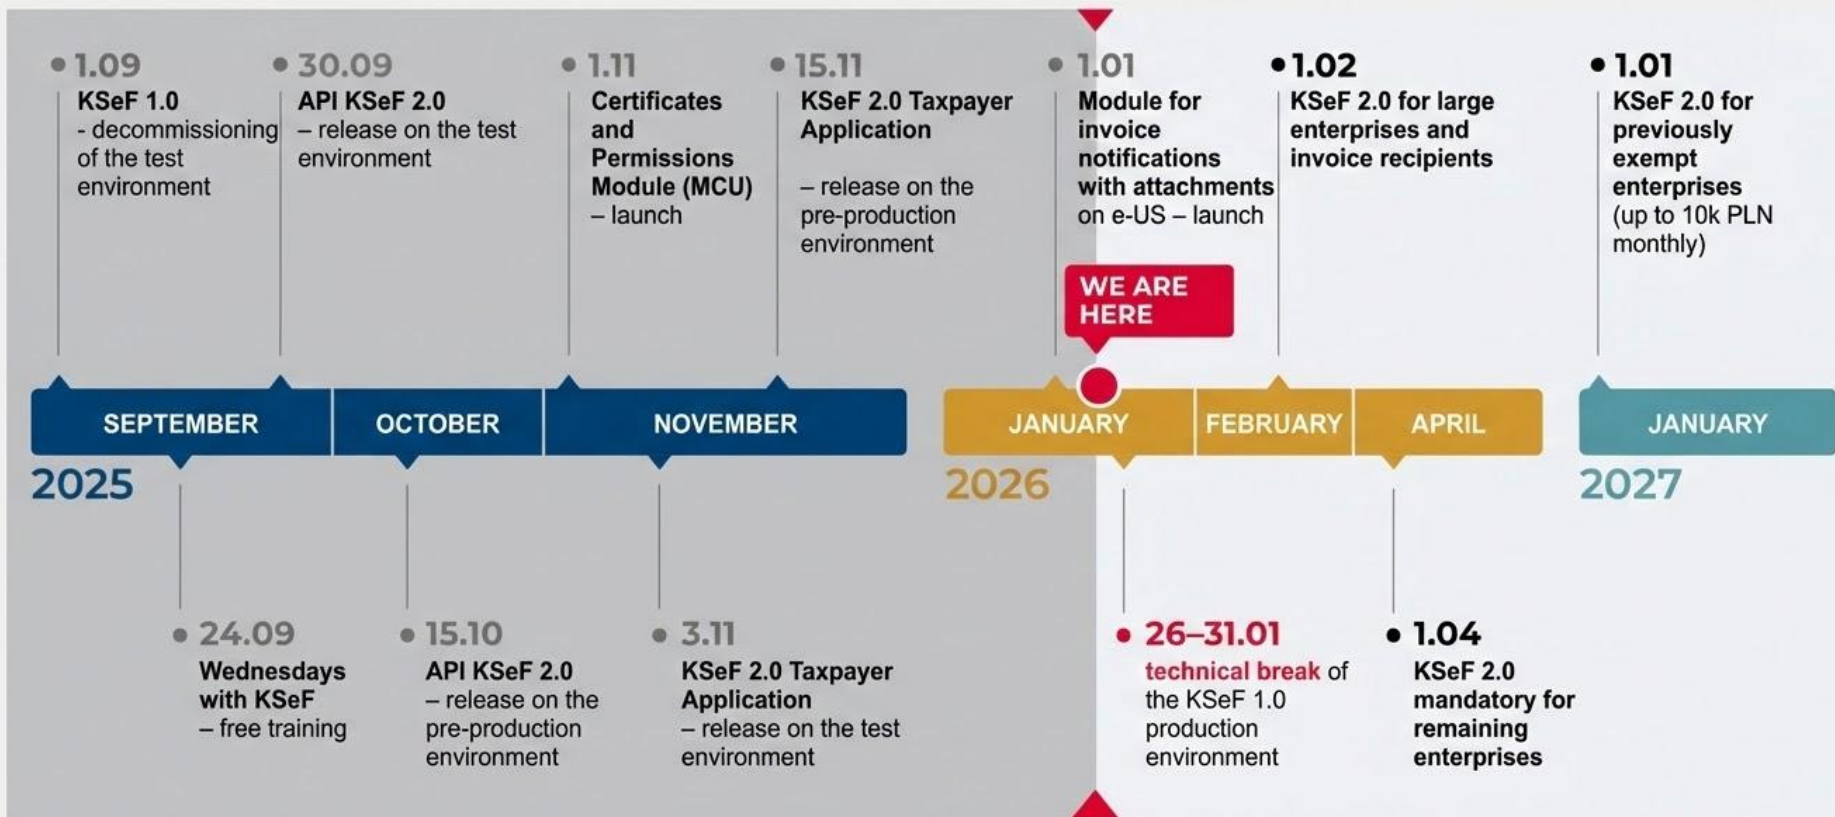 1.09
KSeF 1.0
- decommissioning
of the test
environment
30.09
API KSeF 2.0
– release on the test
environment
1.11
Certificates
and
Permissions
Module (MCU)
– launch
15.11
KSeF 2.0 Taxpayer
Application
– release on the
pre-production
environment
1.01
Module for
invoice
notifications
with attachments
on e-US – launch
1.02
KSeF 2.0 for large
enterprises and
invoice recipients
1.01
KSeF 2.0 for
previously
exempt
enterprises
(up to 10k PLN
monthly)
WE ARE
HERE
SEPTEMBER
OCTOBER
NOVEMBER
JANUARY
FEBRUARY
APRIL
JANUARY
2025
2026
2027
24.09
Wednesdays
with KSeF
– free training
15.10
API KSeF 2.0
– release on the
pre-production
environment
3.11
KSeF 2.0 Taxpayer
Application
– release on the test
environment
26–31.01
technical break of
the KSeF 1.0
production
environment
1.04
KSeF 2.0
mandatory for
remaining
enterprises